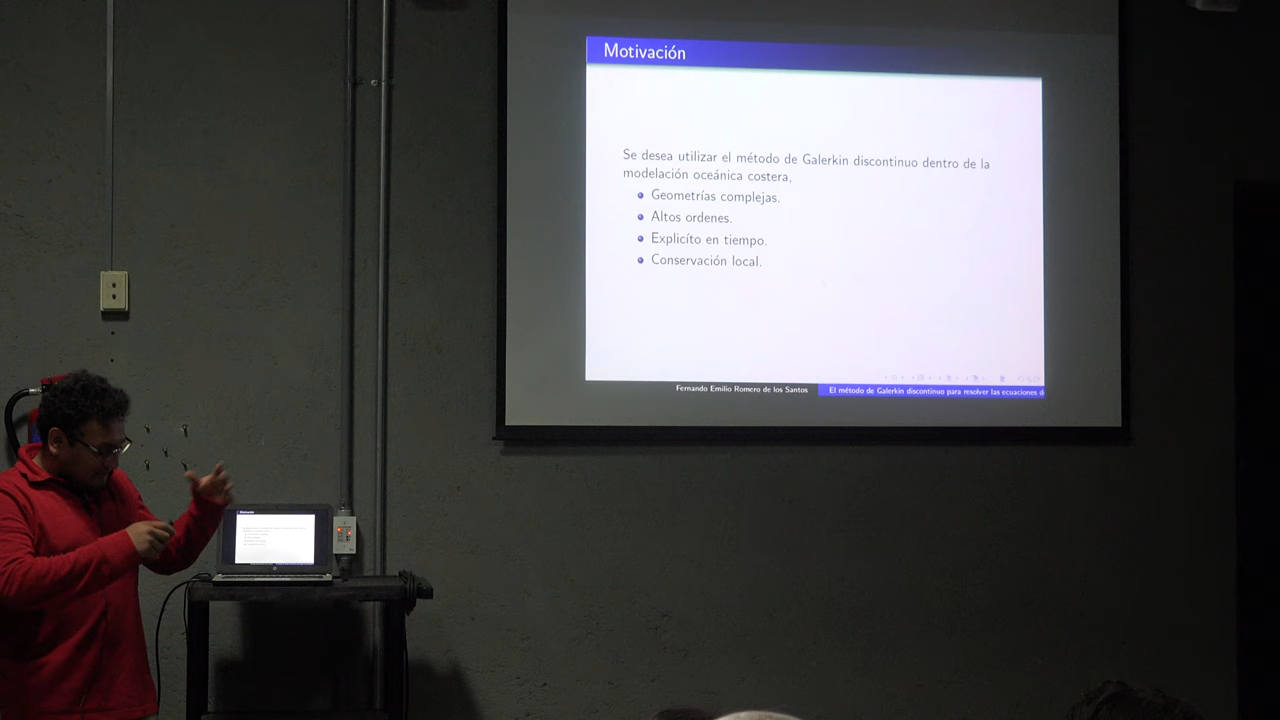 Motivación
Se desea utilizar el método de Galerkin discontinuo dentro de la
modelación oceánica costera,
Geometrías complejas.
Altos ordenes.
Explicíto en tiempo.
Conservación local.
Fernando Emilio Romero de los Santos
El método de Galerkin discontinuo para resolver las ecuaciones d
Motivación